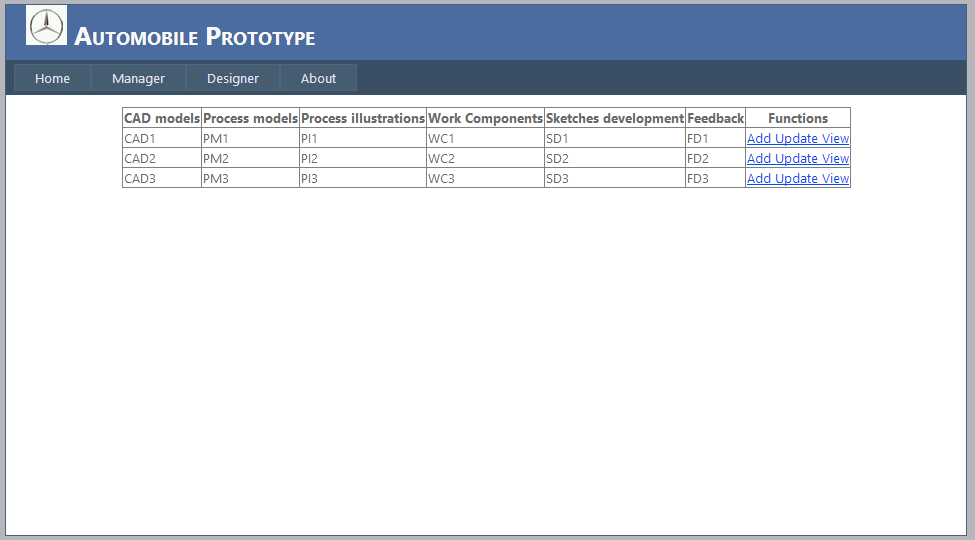 Automobile Prototype
Home Manager Designer About
CAD models Process models Process illustrations Work Components Sketches development Feedback Functions
CAD1 PM1 PI1 WC1 SD1 FD1 Add Update View
CAD2 PM2 PI2 WC2 SD2 FD2 Add Update View
CAD3 PM3 PI3 WC3 SD3 FD3 Add Update View